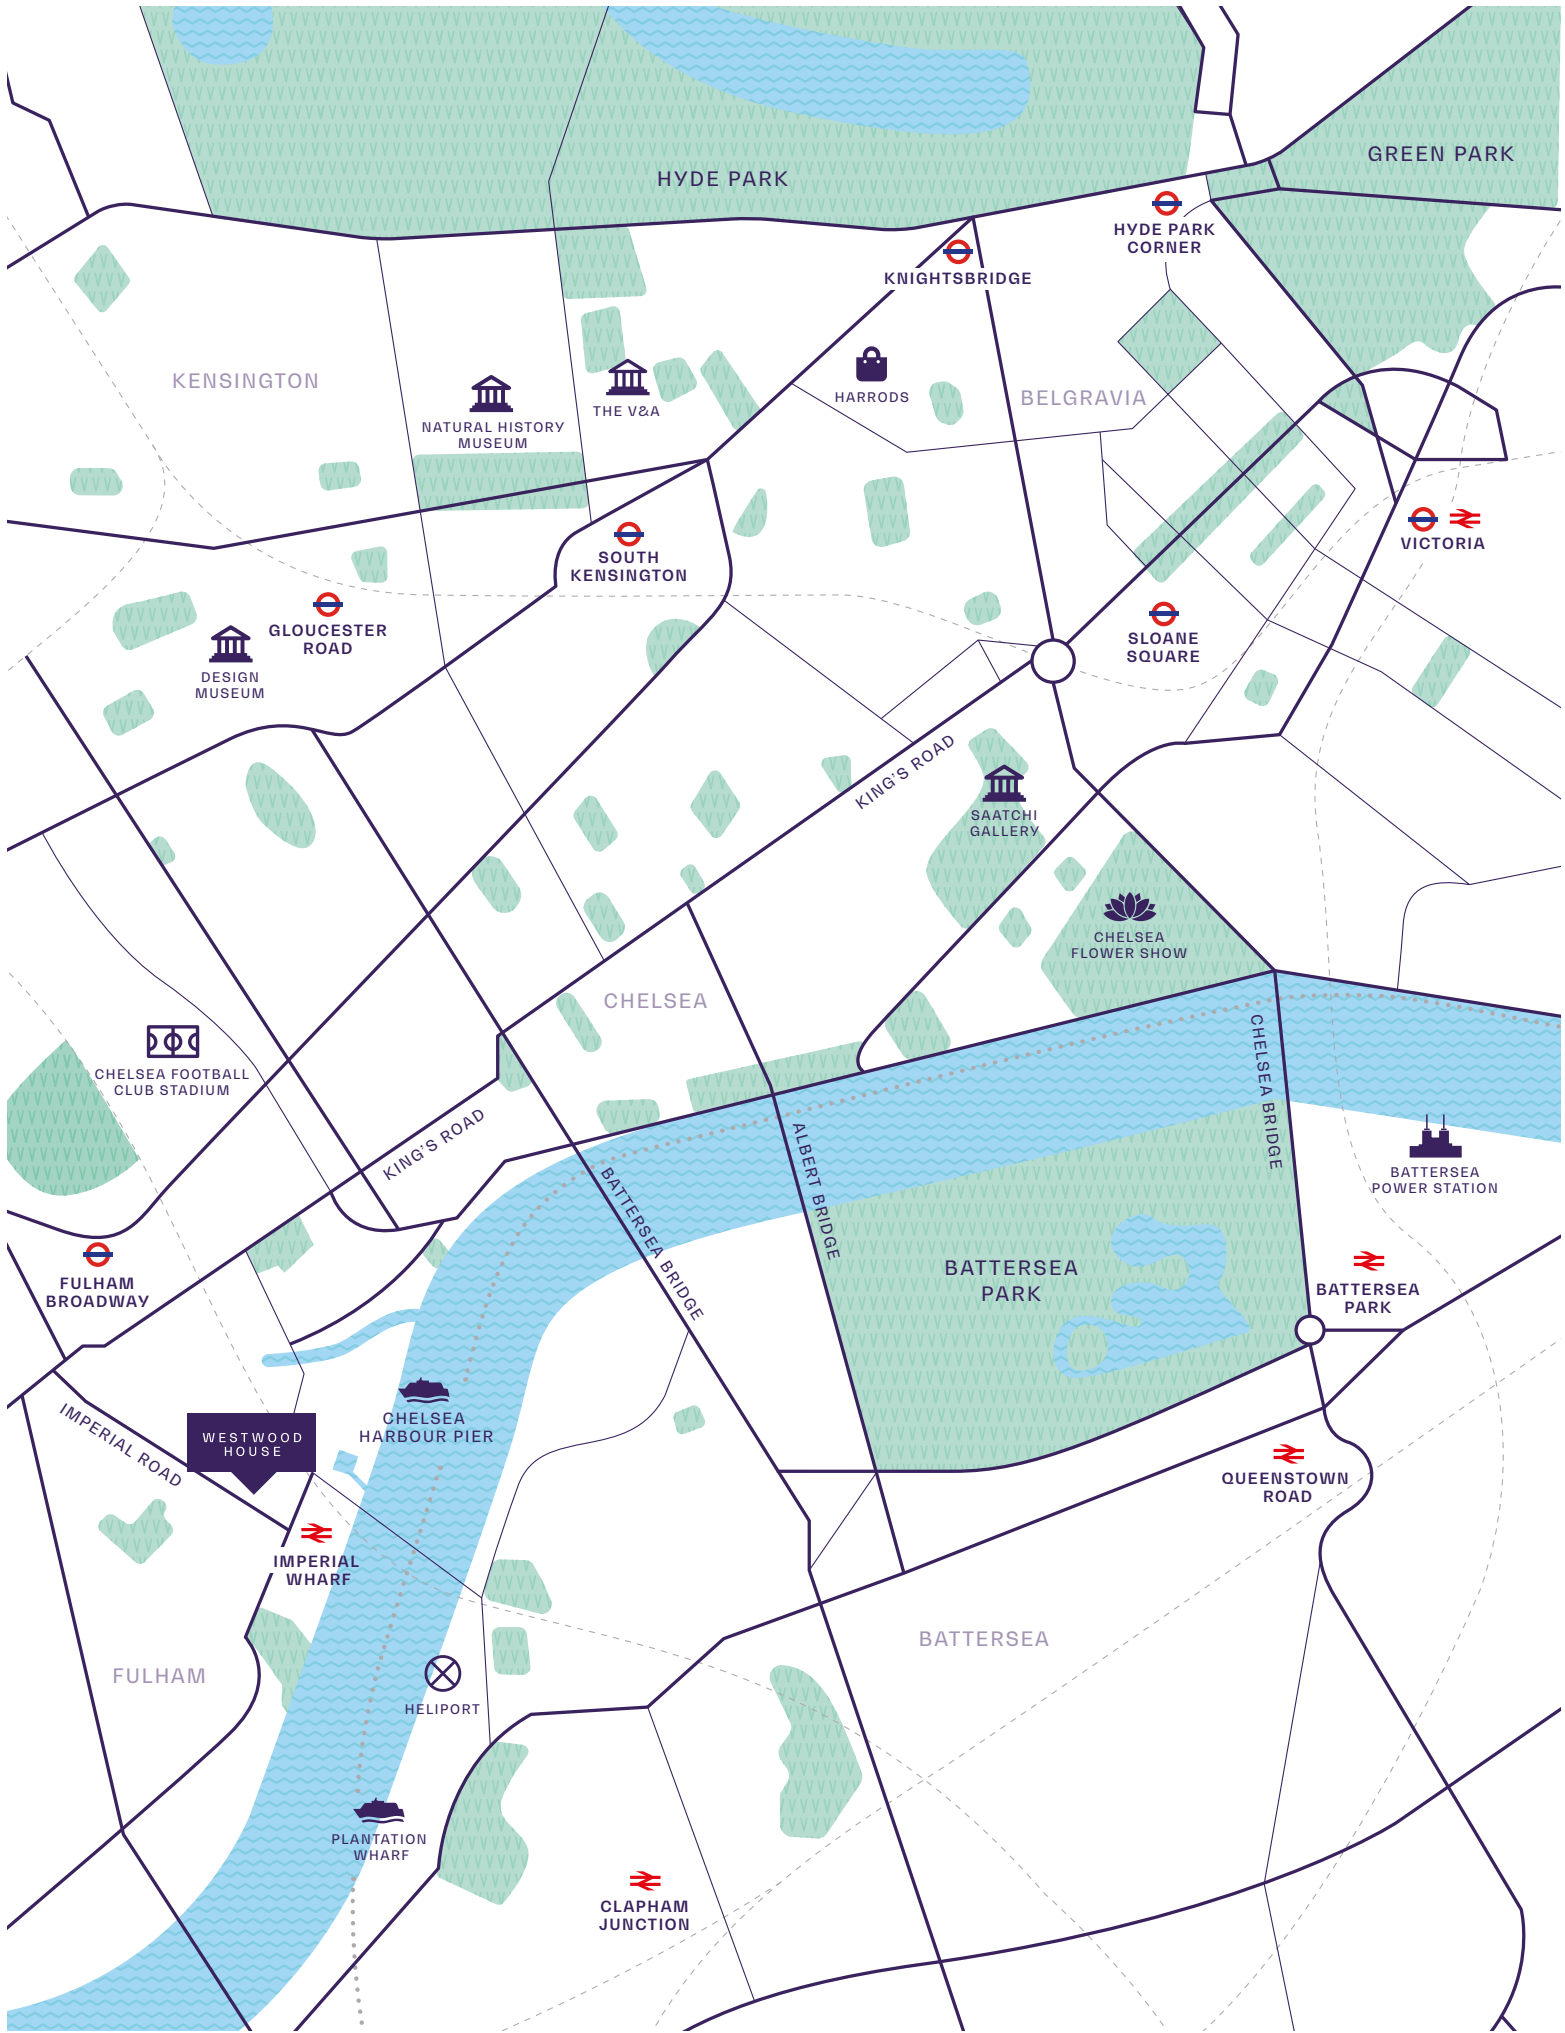 GREEN PARK
HYDE PARK
HYDE PARK
CORNER
KNIGHTSBRIDGE
KENSINGTON
HARRODS
BELGRAVIA
THE V&A
NATURAL HISTORY
MUSEUM
VICTORIA
SOUTH
KENSINGTON
GLOUCESTER
ROAD
SLOANE
SQUARE
DESIGN
MUSEUM
KING'S ROAD
SAATCHI
GALLERY
CHELSEA
FLOWER SHOW
CHELSEA
CHELSEA FOOTBALL
CLUB STADIUM
CHELSEA BRIDGE
KING'S ROAD
ALBERT BRIDGE
BATTERSEA
POWER STATION
BATTERSEA BRIDGE
BATTERSEA
PARK
FULHAM
BROADWAY
BATTERSEA
PARK
CHELSEA
HARBOUR PIER
IMPERIAL ROAD
WESTWOOD
HOUSE
QUEENSTOWN
ROAD
IMPERIAL
WHARF
BATTERSEA
FULHAM
HELIPORT
PLANTATION
WHARF
CLAPHAM
JUNCTION